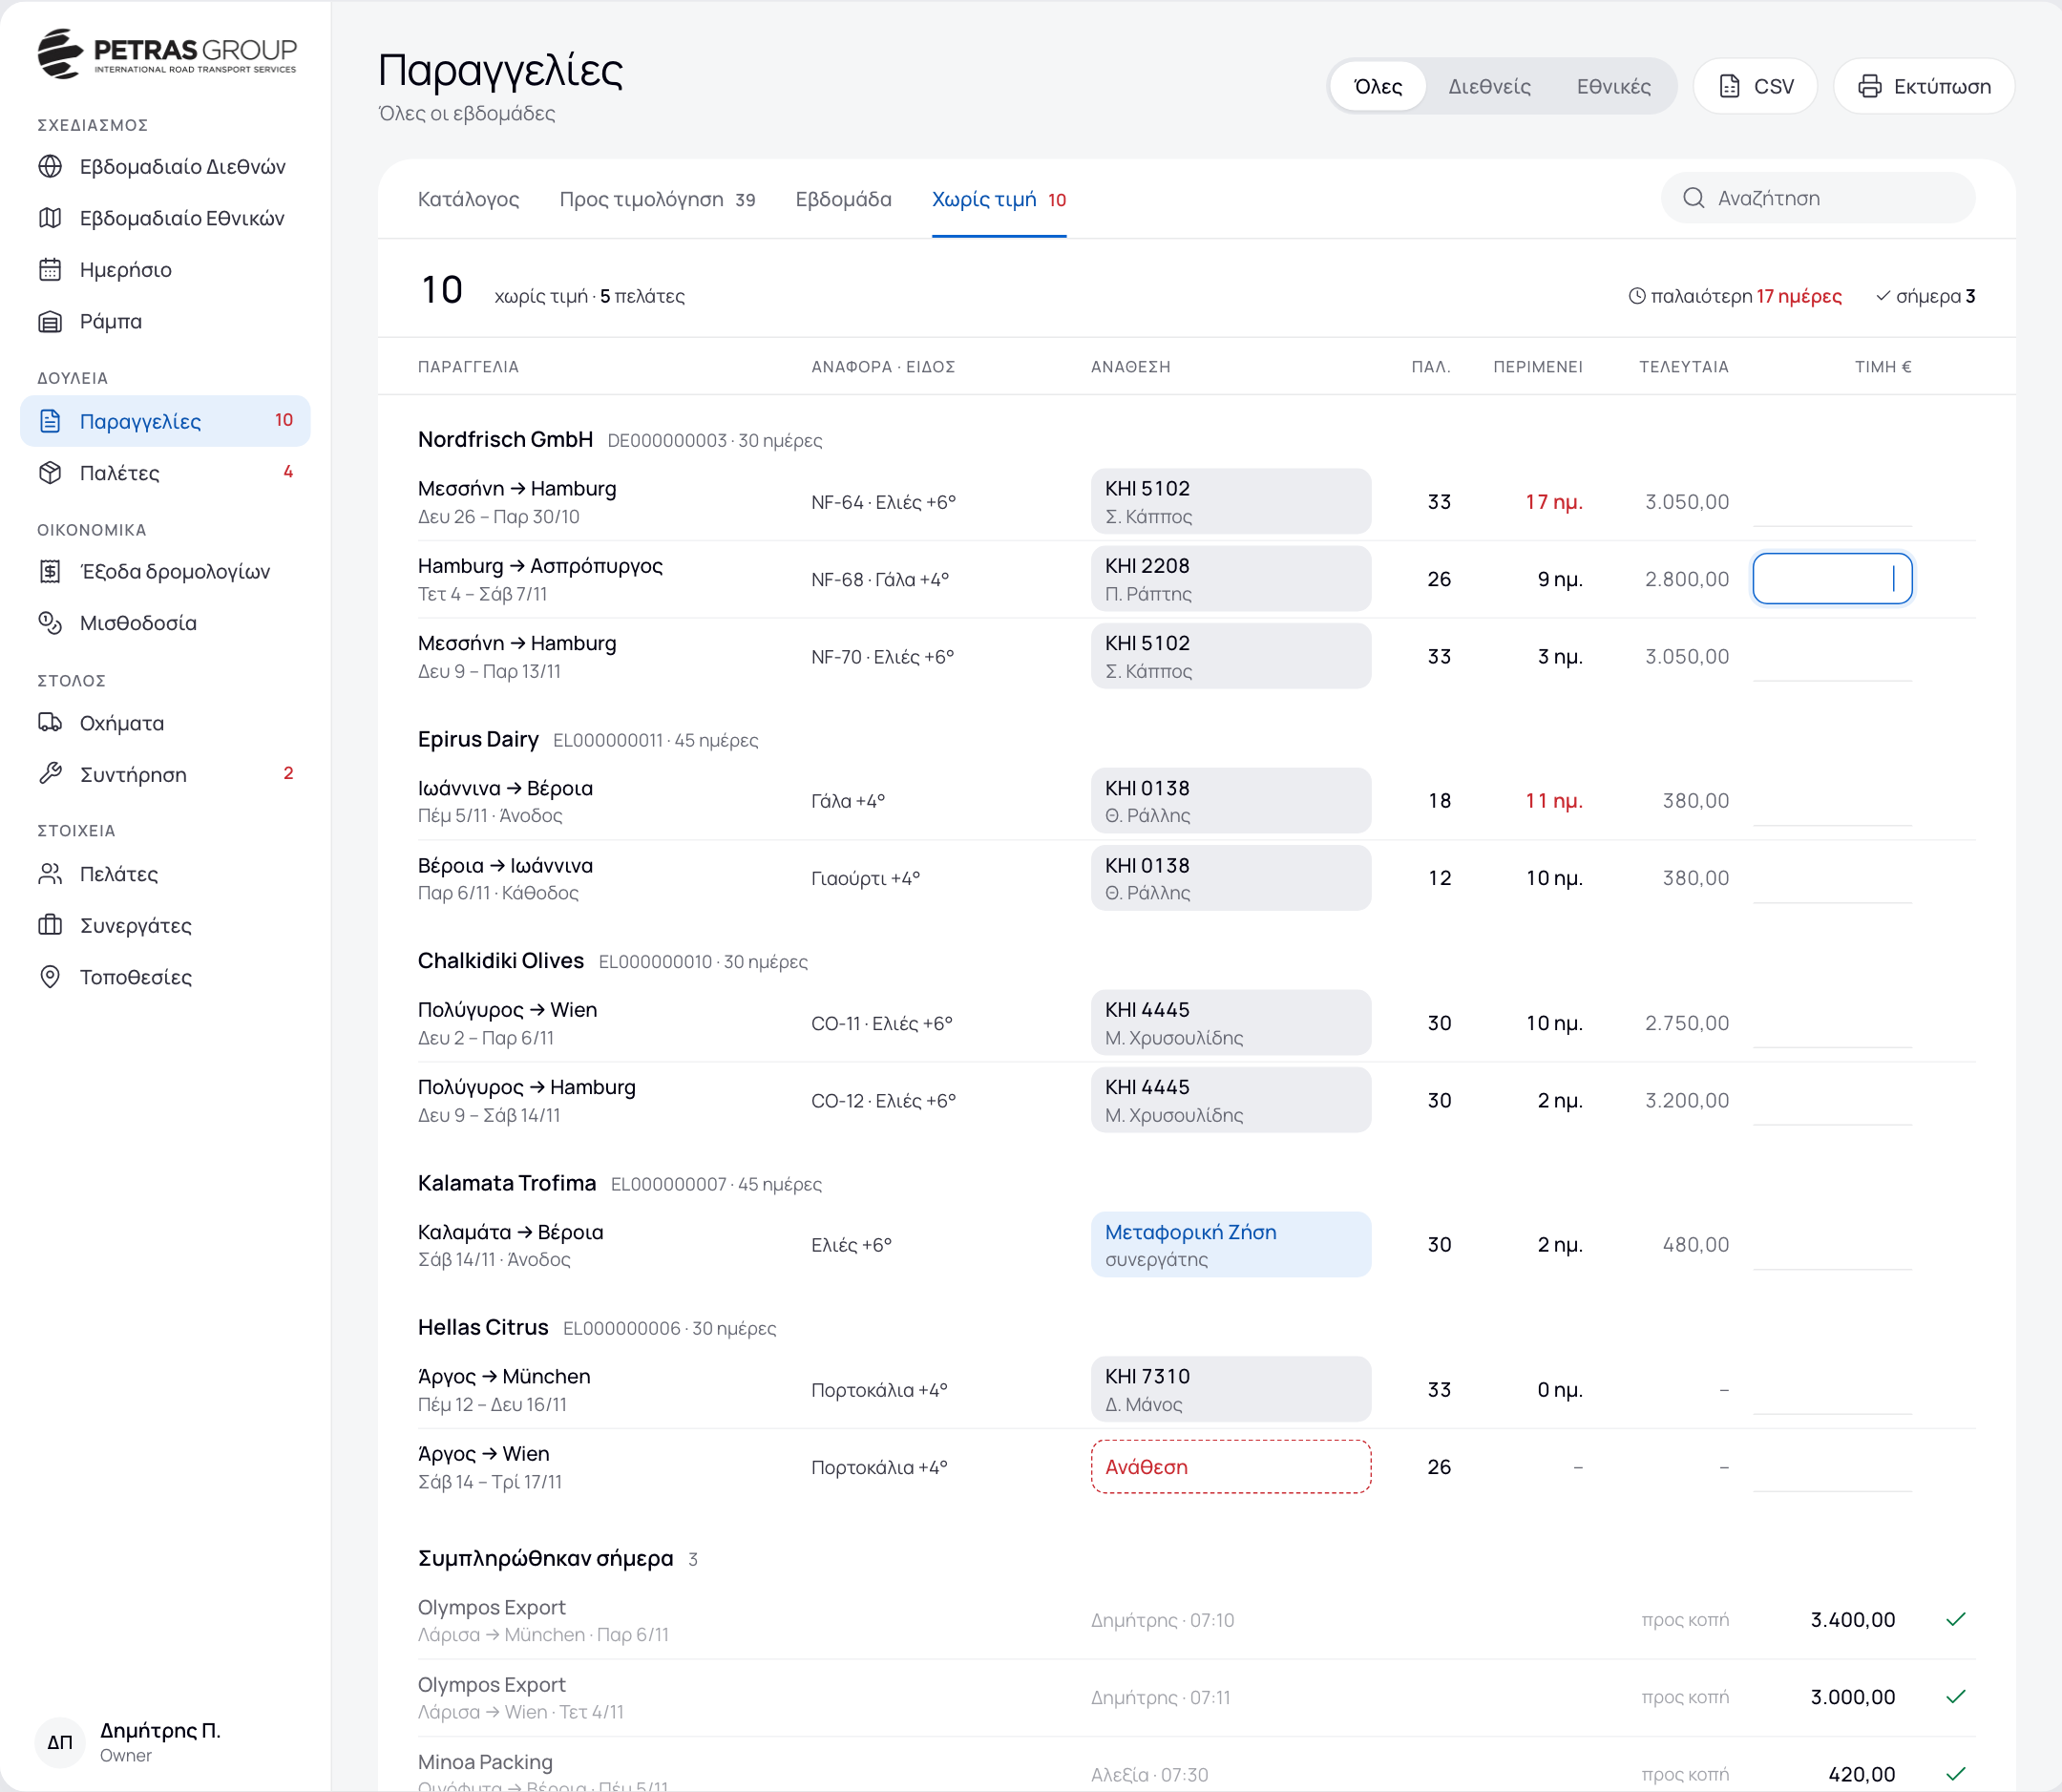 PETRAS GROUP
INTERNATIONAL ROAD TRANSPORT SERVICES
ΣΧΕΔΙΑΣΜΟΣ
Εβδομαδιαίο Διεθνών
Εβδομαδιαίο Εθνικών
Ημερήσιο
Ράμπα
ΔΟΥΛΕΙΑ
Παραγγελίες 10
Παλέτες 4
ΟΙΚΟΝΟΜΙΚΑ
Έξοδα δρομολογίων
Μισθοδοσία
ΣΤΟΛΟΣ
Οχήματα
Συντήρηση 2
ΣΤΟΙΧΕΙΑ
Πελάτες
Συνεργάτες
Τοποθεσίες
ΔΠ
Δημήτρης Π.
Owner
Παραγγελίες
Όλες οι εβδομάδες
Όλες Διεθνείς Εθνικές CSV Εκτύπωση
Κατάλογος Προς τιμολόγηση 39 Εβδομάδα Χωρίς τιμή 10 Αναζήτηση
10 χωρίς τιμή · 5 πελάτες παλαιότερη 17 ημέρες σήμερα 3
ΠΑΡΑΓΓΕΛΙΑ ΑΝΑΦΟΡΑ · ΕΙΔΟΣ ΑΝΑΘΕΣΗ ΠΑΛ. ΠΕΡΙΜΕΝΕΙ ΤΕΛΕΥΤΑΙΑ ΤΙΜΗ €
Nordfrisch GmbH DE000000003 · 30 ημέρες
Μεσσήνη → Hamburg
Δευ 26 – Παρ 30/10
NF-64 · Ελιές +6°
KHI 5102
Σ. Κάππος
33 17 ημ. 3.050,00
Hamburg → Ασπρόπυργος
Τετ 4 – Σάβ 7/11
NF-68 · Γάλα +4°
KHI 2208
Π. Ράπτης
26 9 ημ. 2.800,00
Μεσσήνη → Hamburg
Δευ 9 – Παρ 13/11
NF-70 · Ελιές +6°
KHI 5102
Σ. Κάππος
33 3 ημ. 3.050,00
Epirus Dairy EL000000011 · 45 ημέρες
Ιωάννινα → Βέροια
Πέμ 5/11 · Άνοδος
Γάλα +4°
KHI 0138
Θ. Ράλλης
18 11 ημ. 380,00
Βέροια → Ιωάννινα
Παρ 6/11 · Κάθοδος
Γιαούρτι +4°
KHI 0138
Θ. Ράλλης
12 10 ημ. 380,00
Chalkidiki Olives EL000000010 · 30 ημέρες
Πολύγυρος → Wien
Δευ 2 – Παρ 6/11
CO-11 · Ελιές +6°
KHI 4445
Μ. Χρυσουλίδης
30 10 ημ. 2.750,00
Πολύγυρος → Hamburg
Δευ 9 – Σάβ 14/11
CO-12 · Ελιές +6°
KHI 4445
Μ. Χρυσουλίδης
30 2 ημ. 3.200,00
Kalamata Trofima EL000000007 · 45 ημέρες
Καλαμάτα → Βέροια
Σάβ 14/11 · Άνοδος
Ελιές +6°
Μεταφορική Ζήση
συνεργάτης
30 2 ημ. 480,00
Hellas Citrus EL000000006 · 30 ημέρες
Άργος → München
Πέμ 12 – Δευ 16/11
Πορτοκάλια +4°
KHI 7310
Δ. Μάνος
33 0 ημ. –
Άργος → Wien
Σάβ 14 – Τρί 17/11
Πορτοκάλια +4°
Ανάθεση
26 – –
Συμπληρώθηκαν σήμερα 3
Olympos Export
Λάρισα → München · Παρ 6/11
Δημήτρης · 07:10 προς κοπή 3.400,00
Olympos Export
Λάρισα → Wien · Τετ 4/11
Δημήτρης · 07:11 προς κοπή 3.000,00
Minoa Packing
Οινόφυτα → Βέροια · Πέμ 5/11
Αλεξία · 07:30 προς κοπή 420,00